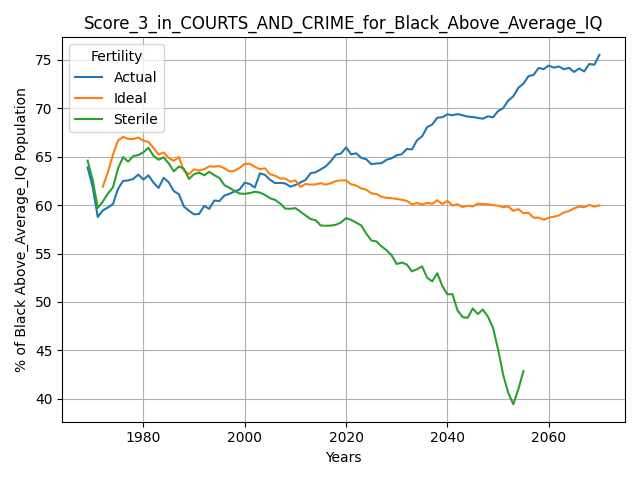 Score_3_in_COURTS_AND_CRIME_for_Black_Above_Average_IQ
% of Black Above_Average_IQ Population
75
70
65
60
55
50
45
40
Fertility
Actual
Ideal
Sterile
1980 2000 2020 2040 2060
Years